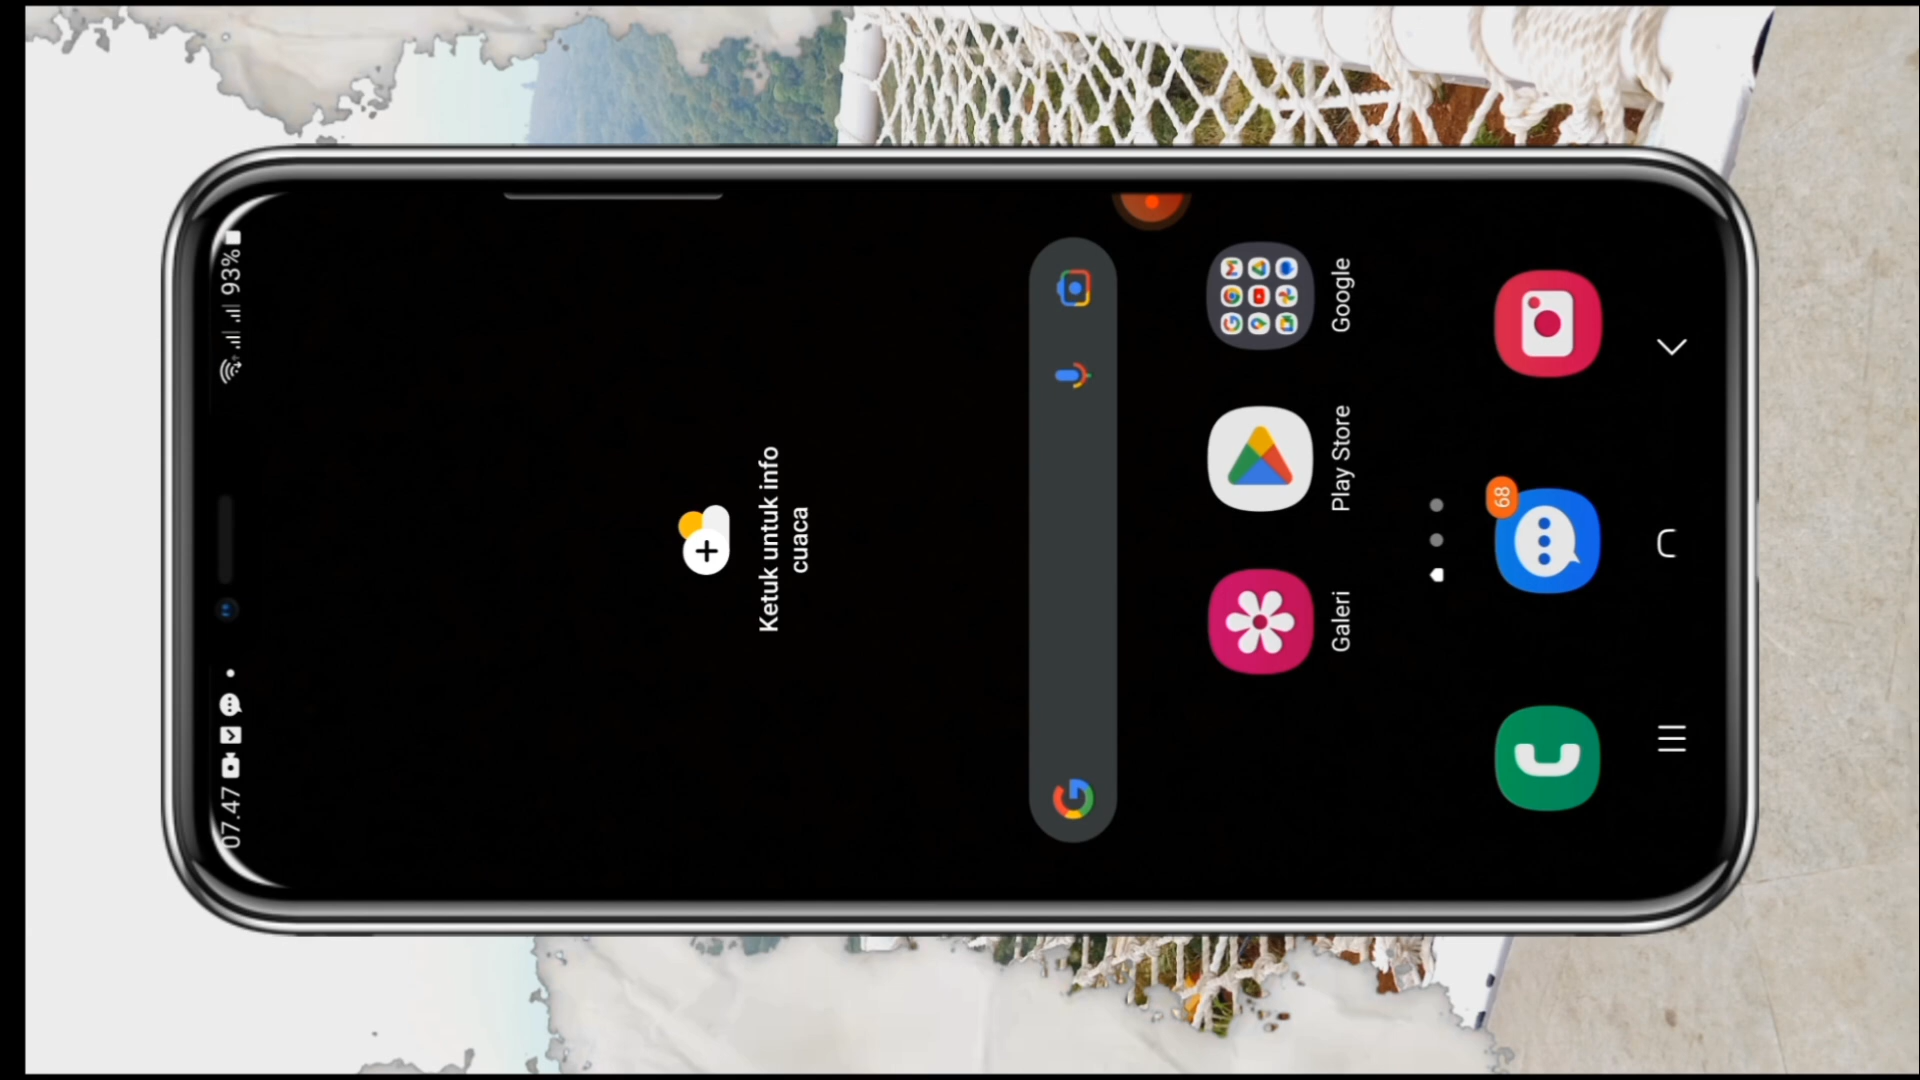 07.47
93%
Ketuk untuk info
cuaca
Galeri
Play Store
Google
68